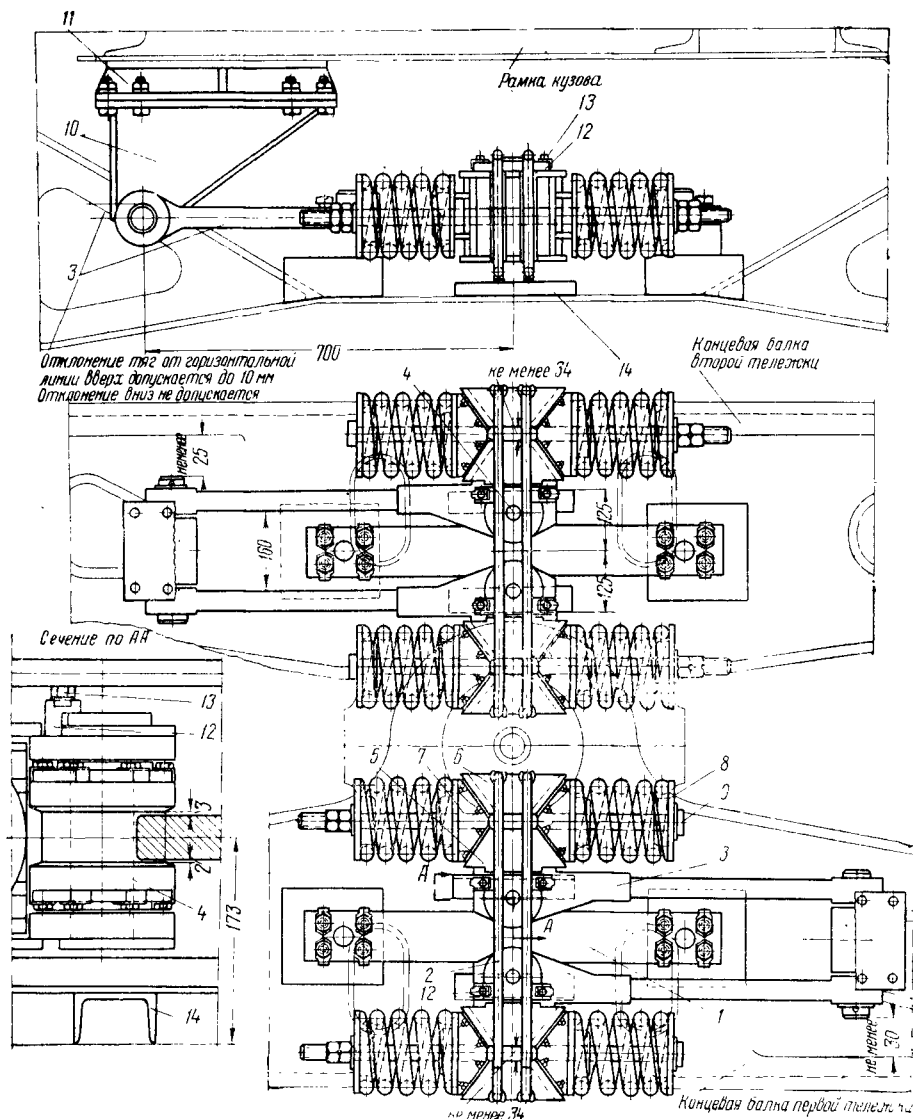 11
Рамка кузова
13
12
10
3
700
Отклонение тяг от горизонтальной
линии вверх допускается до 10 мм
Отклонение вниз не допускается
4
не менее 34
14
Концевая балка
второй тележки
не менее
25
160
125
125
Сечение по АА
13
12
3
2
4
173
14
5
7
6
8
9
3
А
А
2
12
1
не менее
30
не менее 34
Концевая балка первой тележки